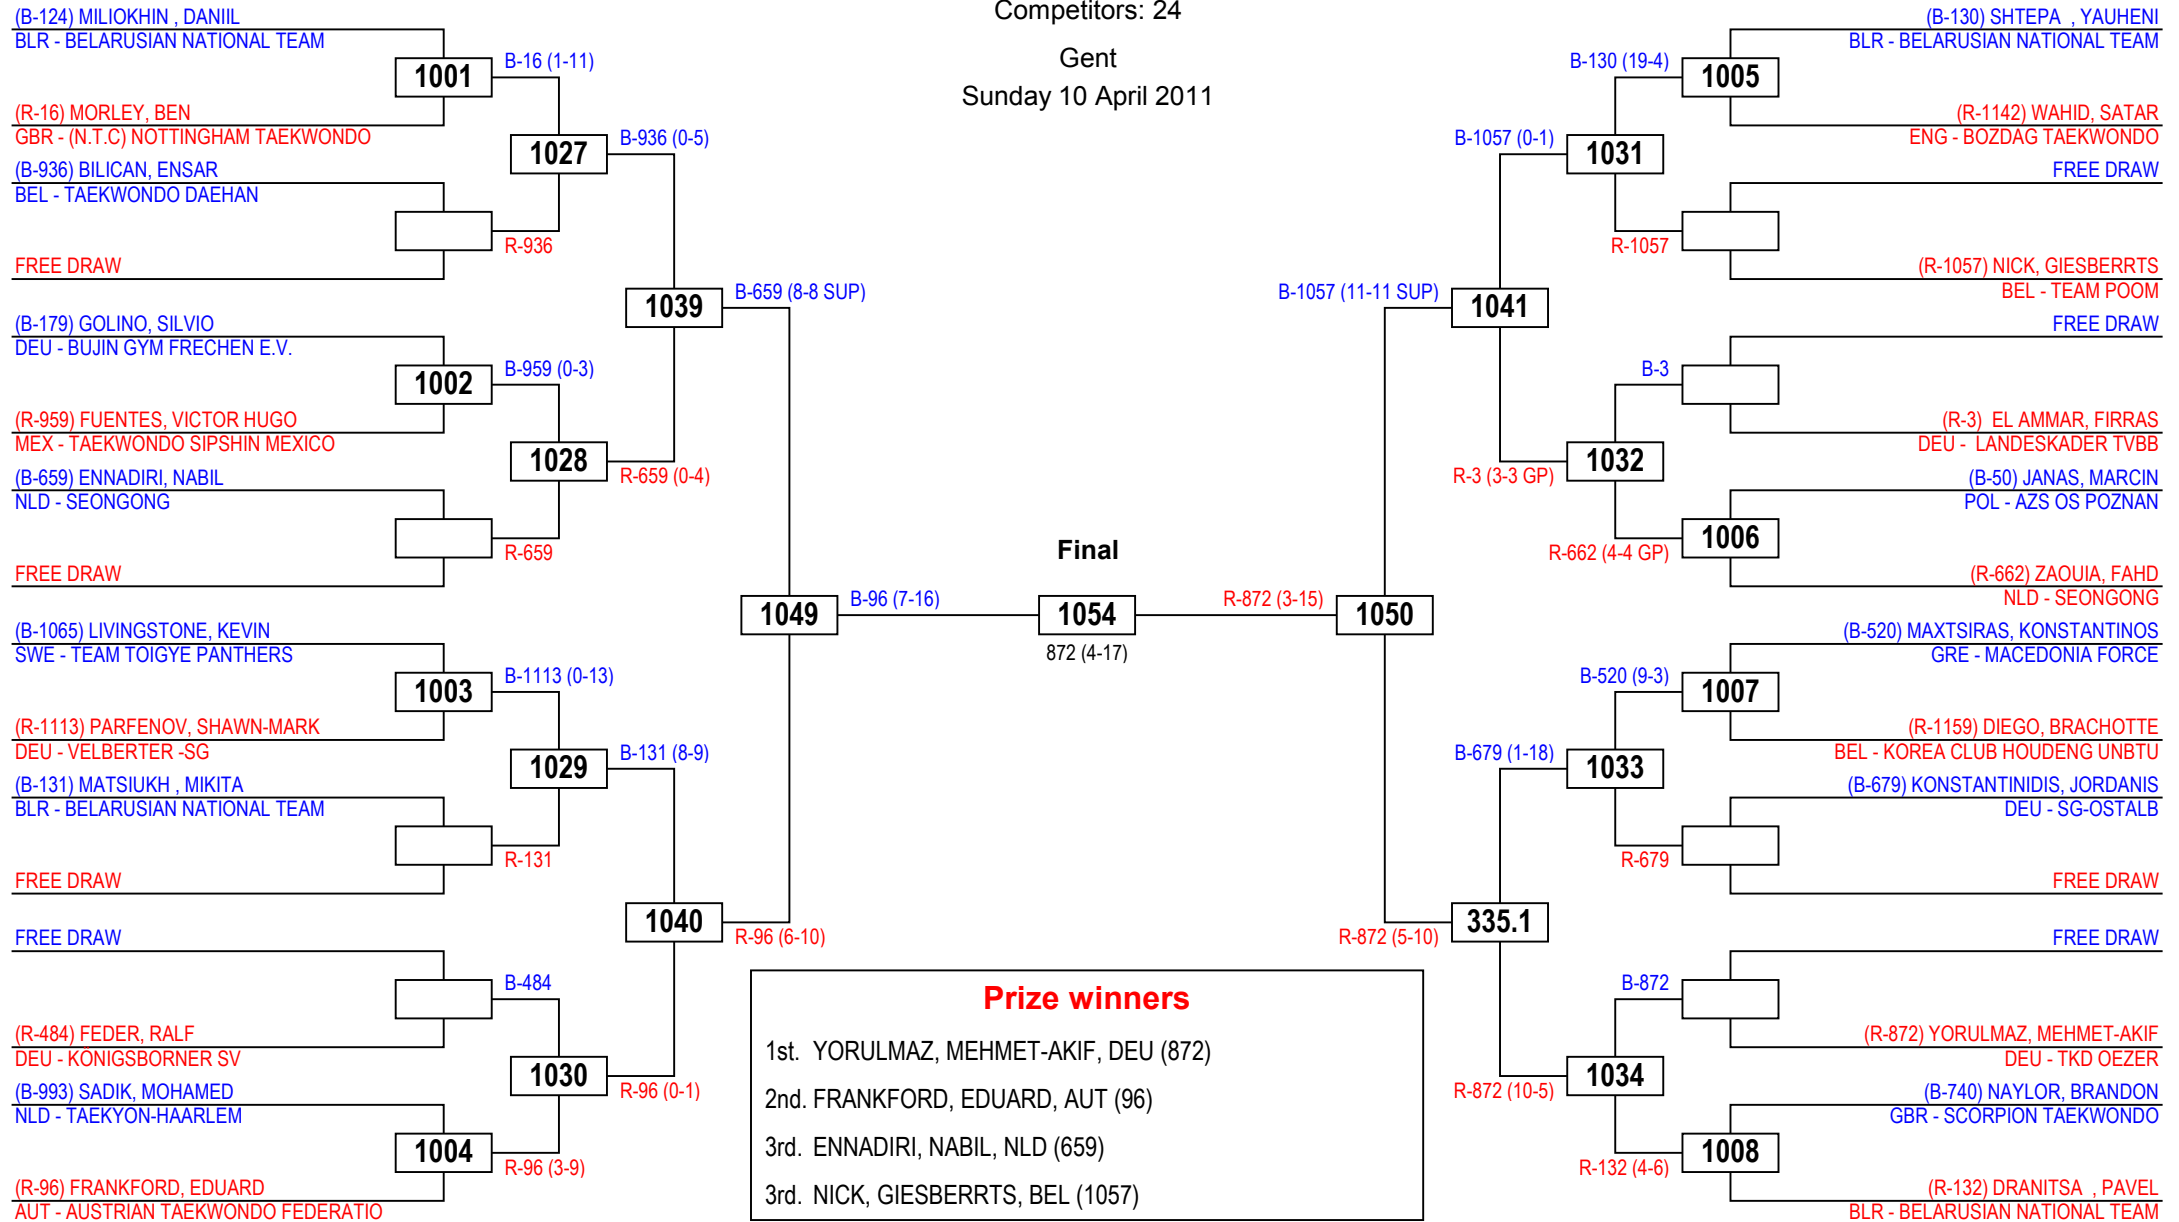 Competitors: 24
Gent
Sunday 10 April 2011
(B-124) MILIOKHIN , DANIIL
BLR - BELARUSIAN NATIONAL TEAM
1001
B-16 (1-11)
(R-16) MORLEY, BEN
GBR - (N.T.C) NOTTINGHAM TAEKWONDO
1027
B-936 (0-5)
(B-936) BILICAN, ENSAR
BEL - TAEKWONDO DAEHAN
R-936
FREE DRAW
1039
B-659 (8-8 SUP)
(B-179) GOLINO, SILVIO
DEU - BUJIN GYM FRECHEN E.V.
1002
B-959 (0-3)
(R-959) FUENTES, VICTOR HUGO
MEX - TAEKWONDO SIPSHIN MEXICO
1028
R-659 (0-4)
(B-659) ENNADIRI, NABIL
NLD - SEONGONG
R-659
FREE DRAW
1049
B-96 (7-16)
(B-1065) LIVINGSTONE, KEVIN
SWE - TEAM TOIGYE PANTHERS
1003
B-1113 (0-13)
(R-1113) PARFENOV, SHAWN-MARK
DEU - VELBERTER -SG
1029
B-131 (8-9)
(B-131) MATSIUKH , MIKITA
BLR - BELARUSIAN NATIONAL TEAM
R-131
FREE DRAW
1040
R-96 (6-10)
FREE DRAW
B-484
(R-484) FEDER, RALF
DEU - KÖNIGSBORNER SV
1030
R-96 (0-1)
(B-993) SADIK, MOHAMED
NLD - TAEKYON-HAARLEM
1004
R-96 (3-9)
(R-96) FRANKFORD, EDUARD
AUT - AUSTRIAN TAEKWONDO FEDERATIO
Final
1054
872 (4-17)
(B-130) SHTEPA , YAUHENI
BLR - BELARUSIAN NATIONAL TEAM
B-130 (19-4)
1005
(R-1142) WAHID, SATAR
ENG - BOZDAG TAEKWONDO
B-1057 (0-1)
1031
FREE DRAW
R-1057
(R-1057) NICK, GIESBERRTS
BEL - TEAM POOM
B-1057 (11-11 SUP)
1041
FREE DRAW
B-3
(R-3) EL AMMAR, FIRRAS
DEU - LANDESKADER TVBB
1032
R-3 (3-3 GP)
(B-50) JANAS, MARCIN
POL - AZS OS POZNAN
1006
R-662 (4-4 GP)
(R-662) ZAOUIA, FAHD
NLD - SEONGONG
R-872 (3-15)
1050
(B-520) MAXTSIRAS, KONSTANTINOS
GRE - MACEDONIA FORCE
B-520 (9-3)
1007
(R-1159) DIEGO, BRACHOTTE
BEL - KOREA CLUB HOUDENG UNBTU
B-679 (1-18)
1033
(B-679) KONSTANTINIDIS, JORDANIS
DEU - SG-OSTALB
R-679
FREE DRAW
335.1
R-872 (5-10)
FREE DRAW
B-872
(R-872) YORULMAZ, MEHMET-AKIF
DEU - TKD OEZER
1034
R-872 (10-5)
(B-740) NAYLOR, BRANDON
GBR - SCORPION TAEKWONDO
1008
R-132 (4-6)
(R-132) DRANITSA , PAVEL
BLR - BELARUSIAN NATIONAL TEAM
Prize winners
1st. YORULMAZ, MEHMET-AKIF, DEU (872)
2nd. FRANKFORD, EDUARD, AUT (96)
3rd. ENNADIRI, NABIL, NLD (659)
3rd. NICK, GIESBERRTS, BEL (1057)